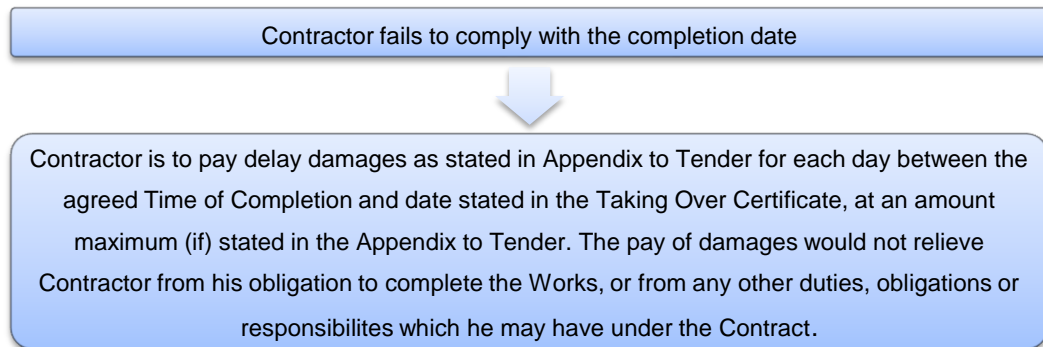 Contractor fails to comply with the completion date
Contractor is to pay delay damages as stated in Appendix to Tender for each day between the
agreed Time of Completion and date stated in the Taking Over Certificate, at an amount
maximum (if) stated in the Appendix to Tender. The pay of damages would not relieve
Contractor from his obligation to complete the Works, or from any other duties, obligations or
responsibilites which he may have under the Contract.